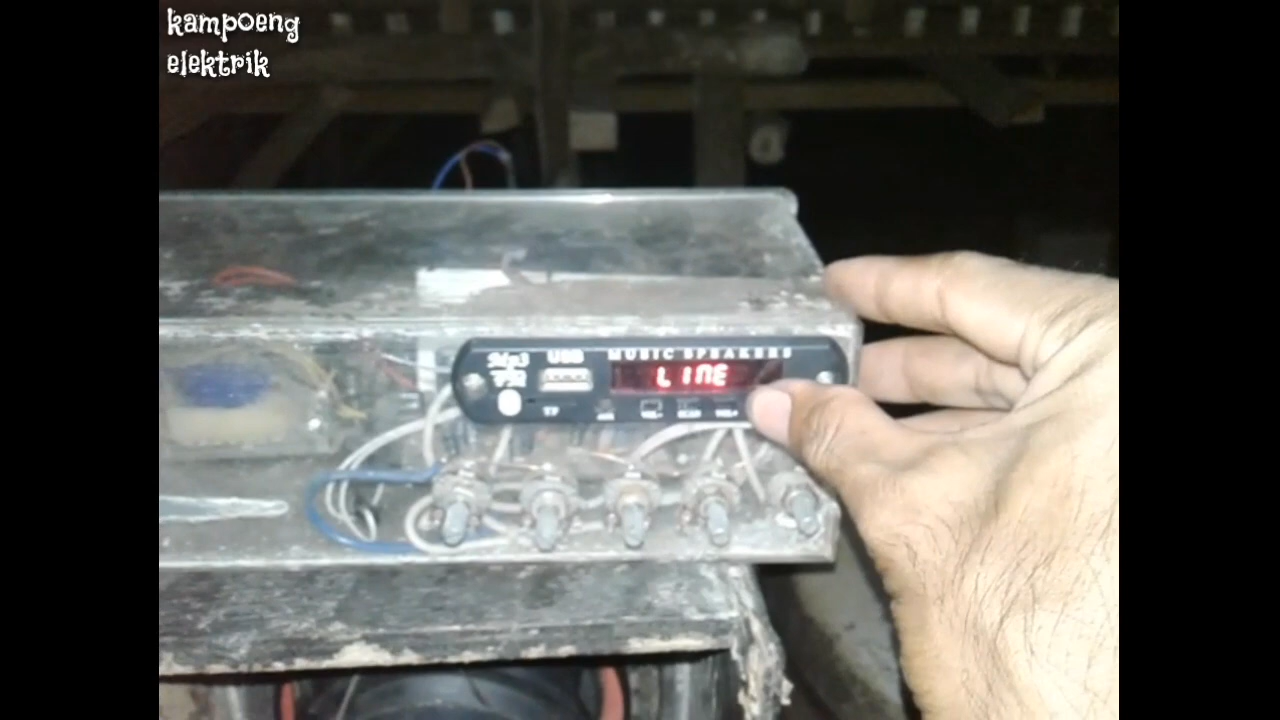 kampoeng
elektrik
Mp3
USB
MUSIC SPEAKERS
LINE
TF